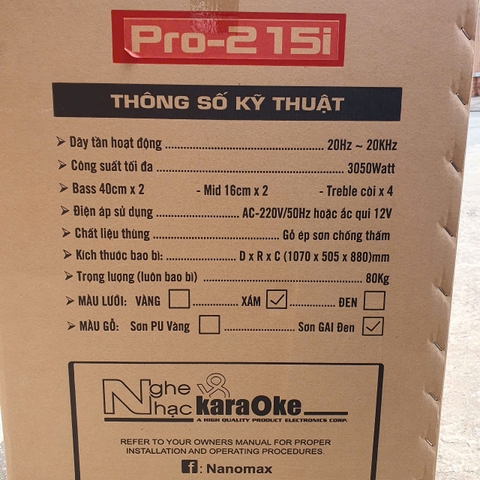 Pro-215i
THÔNG SỐ KỸ THUẬT
➢ Dãy tần hoạt động ........ 20Hz ~ 20KHz
➢ Công suất tối đa ........ 3050Watt
➢ Bass 40cm x 2 - Mid 16cm x 2 - Treble còi x 4
➢ Điện áp sử dụng ........ AC-220V/50Hz hoặc ắc qui 12V
➢ Chất liệu thùng ........ Gỗ ép sơn chống thấm
➢ Kích thước bao bì: ........ D x R x C (1070 x 505 x 880)mm
➢ Trọng lượng (luôn bao bì) ........ 80Kg
➢ MÀU LƯỚI: VÀNG ☐ ..... XÁM ☑ ..... ĐEN ☐
➢ MÀU GỖ: Sơn PU Vàng ☐ ........ Sơn GAI Đen ☑
Nghe
Nhạc karaOke
A HIGH QUALITY PRODUCT ELECTRONICS CORP.
REFER TO YOUR OWNERS MANUAL FOR PROPER
INSTALLATION AND OPERATING PROCEDURES.
f : Nanomax